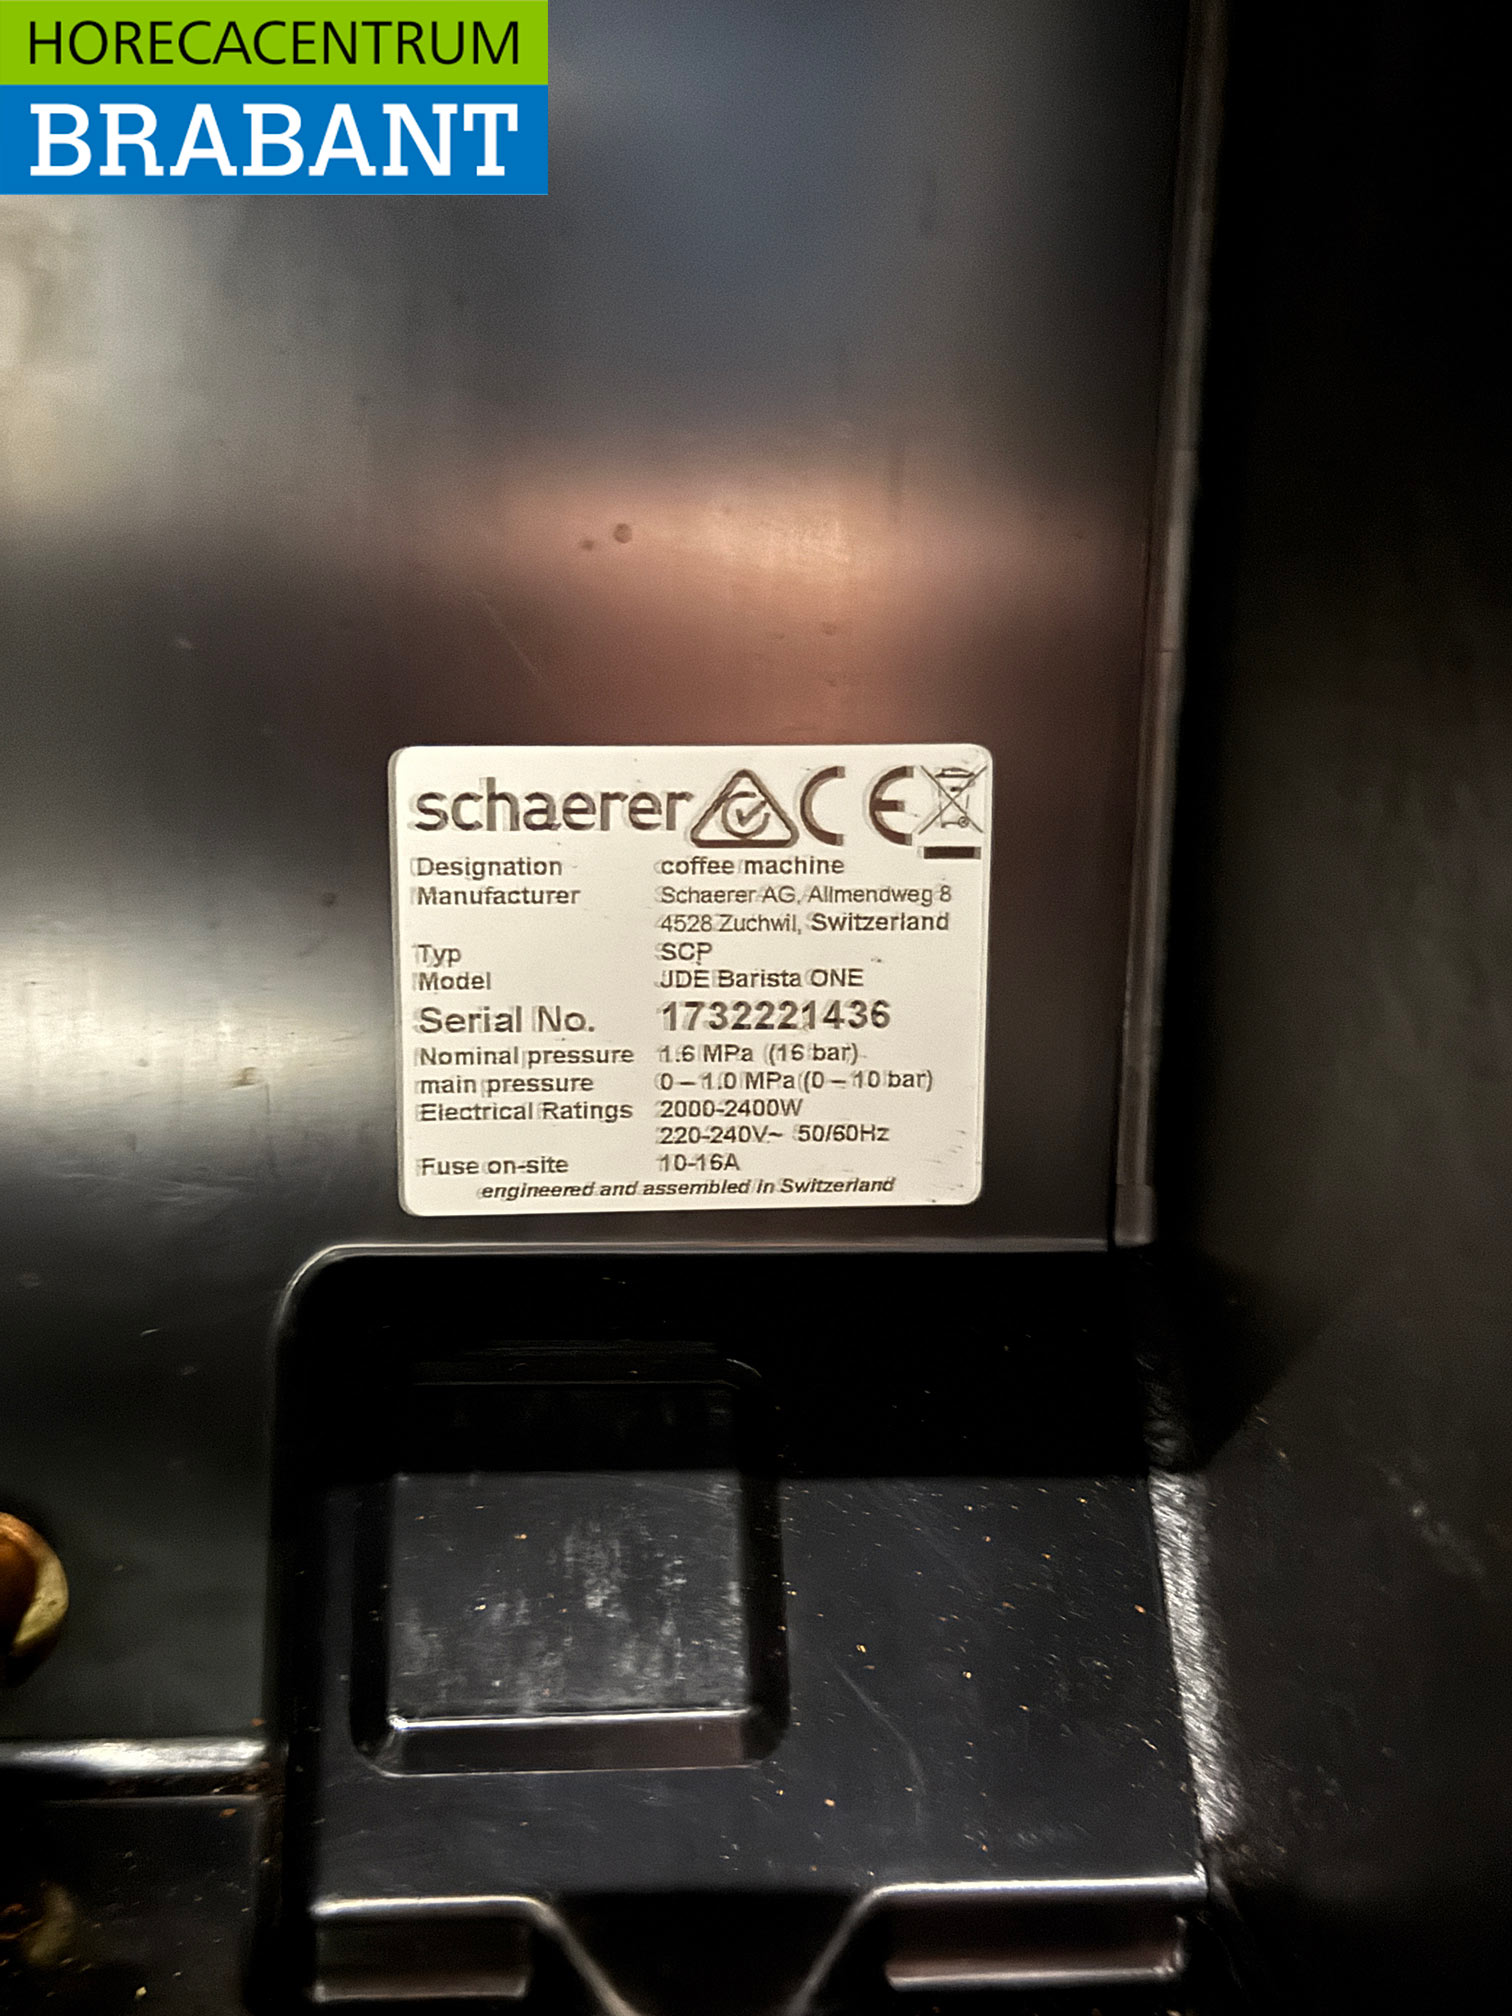 HORECACENTRUM
BRABANT
schaerer CE
Designation coffee machine
Manufacturer Schaerer AG, Allmendweg 8
4528 Zuchwil, Switzerland
Typ SCP
Model JDE Barista ONE
Serial No. 1732221436
Nominal pressure 1.6 MPa (16 bar)
main pressure 0 – 1.0 MPa (0 – 10 bar)
Electrical Ratings 2000-2400W
220-240V~ 50/60Hz
Fuse on-site 10-16A
engineered and assembled in Switzerland